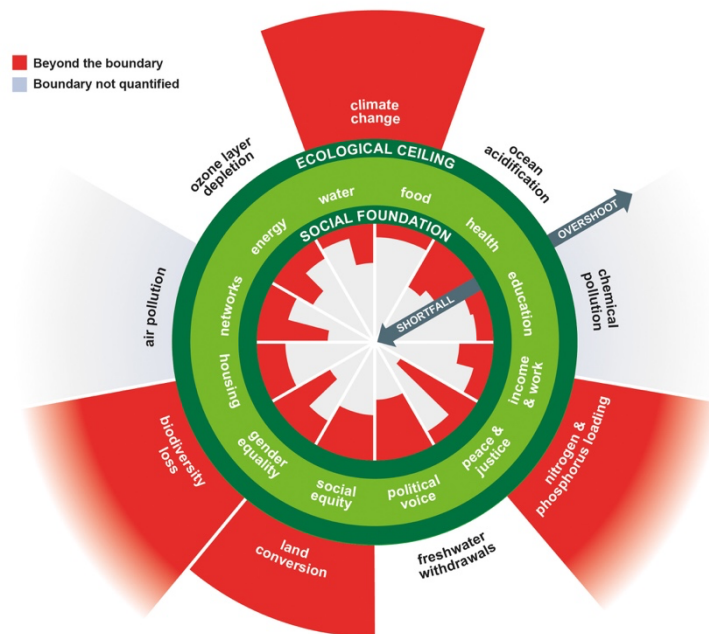 Beyond the boundary
Boundary not quantified
climate
change
ozone layer
depletion
ocean
acidification
ECOLOGICAL CEILING
OVERSHOOT
water
food
energy
health
SOCIAL FOUNDATION
SHORTFALL
networks
education
air pollution
chemical
pollution
housing
income
& work
gender
equality
peace &
justice
social
equity
political
voice
biodiversity
loss
nitrogen &
phosphorus loading
land
conversion
freshwater
withdrawals